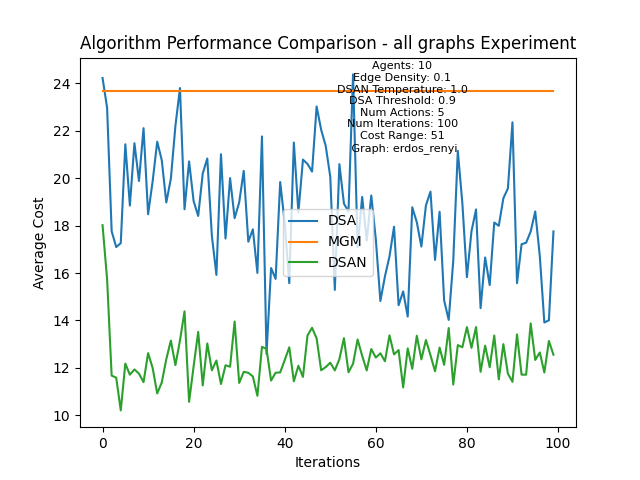 Algorithm Performance Comparison - all graphs Experiment
Agents: 10
Edge Density: 0.1
DSAN Temperature: 1.0
DSA Threshold: 0.9
Num Actions: 5
Num Iterations: 100
Cost Range: 51
Graph: erdos_renyi
24
22
20
18
16
14
12
10
Average Cost
DSA
MGM
DSAN
0 20 40 60 80 100
Iterations